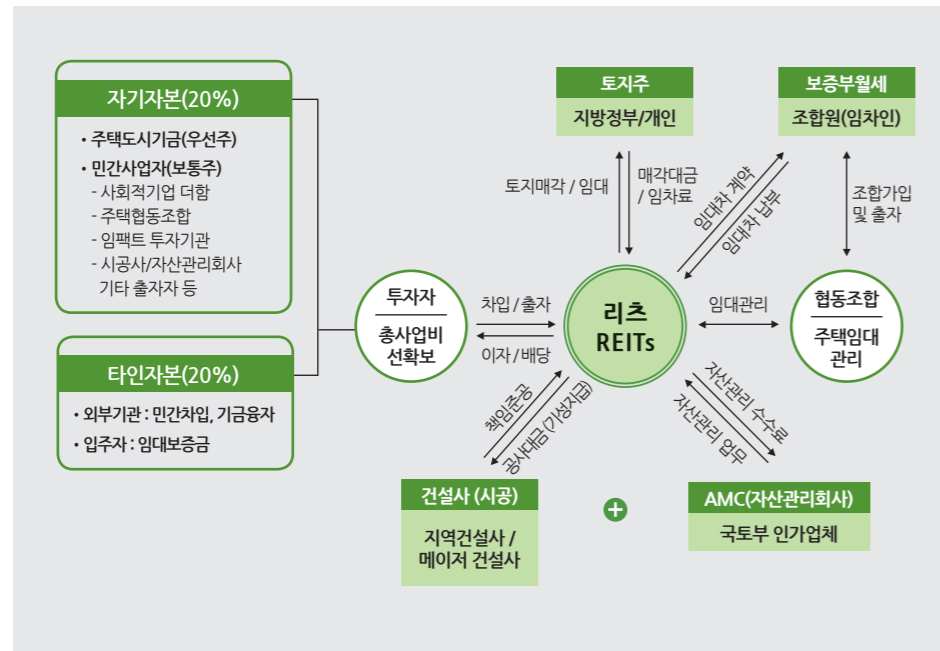 자기자본(20%)
• 주택도시기금(우선주)
• 민간사업자(보통주)
- 사회적기업 더함
- 주택협동조합
- 임팩트 투자기관
- 시공사/자산관리회사
기타 출자자 등
타인자본(20%)
• 외부기관 : 민간차입, 기금융자
• 입주자 : 임대보증금
투자자
총사업비
선확보
차입 / 출자
이자 / 배당
토지주
지방정부/개인
토지매각 / 임대
매각대금
/ 임차료
보증부월세
조합원(임차인)
임대차 계약
임대차 납부
조합가입
및 출자
리츠
REITs
임대관리
협동조합
주택임대
관리
책임준공
공사대금 (기성지급)
자산관리 수수료
자산관리 업무
건설사 (시공)
지역건설사 /
메이저 건설사
+
AMC(자산관리회사)
국토부 인가업체